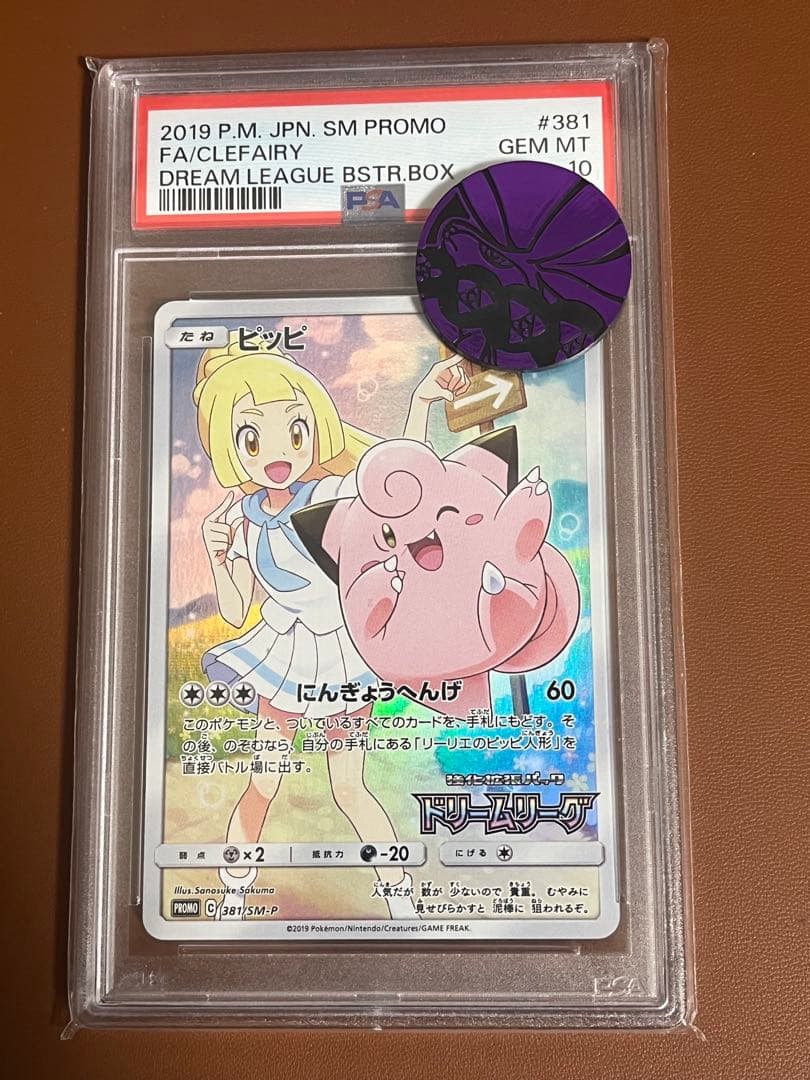 2019 P.M. JPN. SM PROMO #381
FA/CLEFAIRY GEM MT
DREAM LEAGUE BSTR.BOX 10
PSA
たね ピッピ
にんぎょうへんげ 60
このポケモンと、ついているすべてのカードを、手札にもどす。そ
の後、のぞむなら、自分の手札にある「リーリエのピッピ人形」を
直接バトル場に出す。
強化拡張パック
ドリームリーグ
弱点 ×2 抵抗力 -20 にげる
Illus.Sanosuke Sakuma
人気だが 数が 少ないので 貴重。 むやみに
見せびらかすと 泥棒に 狙われるぞ。
PROMO C 381/SM-P
©2019 Pokémon/Nintendo/Creatures/GAME FREAK.
PSA